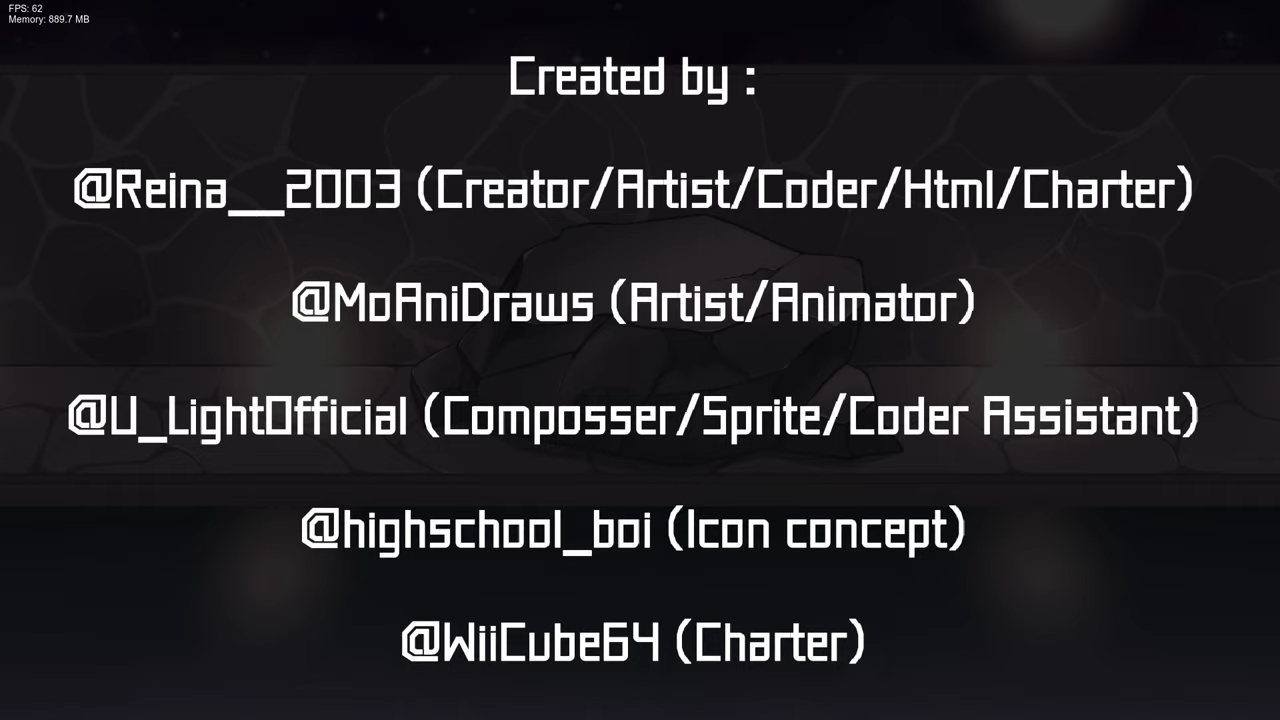 FPS: 62
Memory: 889.7 MB
Created by :
@Reina__2003 (Creator/Artist/Coder/Html/Charter)
@MoAniDraws (Artist/Animator)
@U_LightOfficial (Composser/Sprite/Coder Assistant)
@highschool_boi (Icon concept)
@WiiCube64 (Charter)